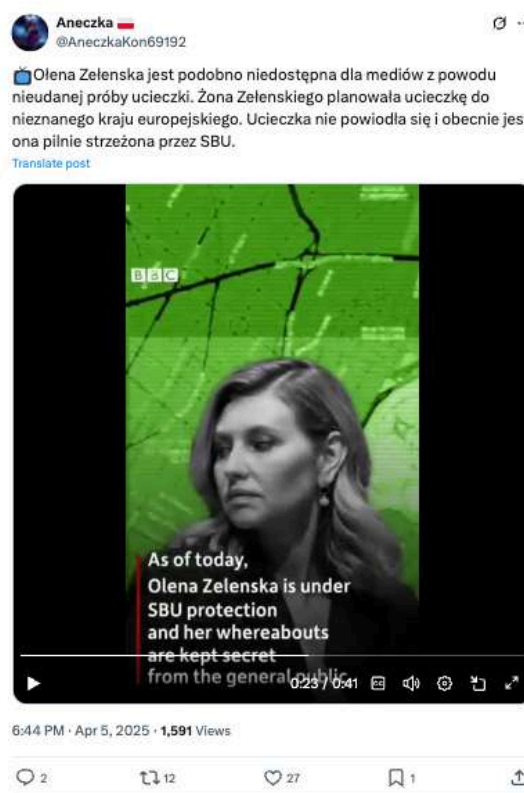 Aneczka
@AneczkaKon69192
Ołena Zełenska jest podobno niedostępna dla mediów z powodu
nieudanej próby ucieczki. Żona Zełenskiego planowała ucieczkę do
nieznanego kraju europejskiego. Ucieczka nie powiodła się i obecnie jes
ona pilnie strzeżona przez SBU.
Translate post
BBC
As of today,
Olena Zelenska is under
SBU protection
and her whereabouts
are kept secret
from the general public
0:23 / 0:41
6:44 PM · Apr 5, 2025 · 1,591 Views
2 12 27 1